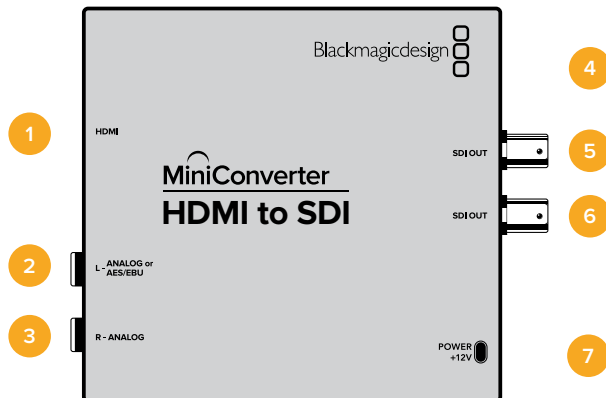 Blackmagicdesign
4
1
HDMI
SDI OUT
5
MiniConverter
HDMI to SDI
SDI OUT
6
2
L - ANALOG or
AES/EBU
3
R - ANALOG
POWER
+12V
7